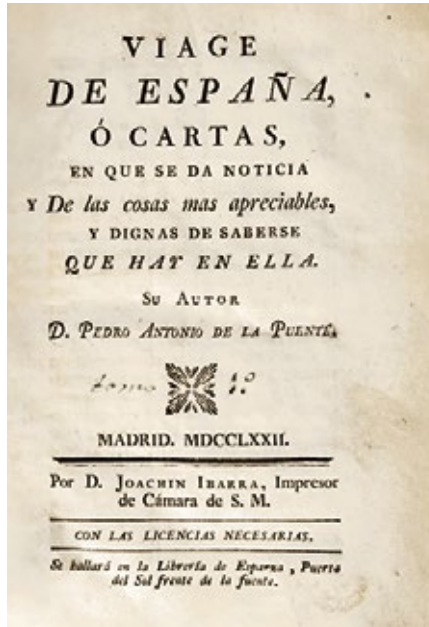 VIAGE
DE ESPAÑA,
Ó CARTAS,
EN QUE SE DA NOTICIA
Y De las cosas mas apreciables,
Y DIGNAS DE SABERSE
QUE HAY EN ELLA.
SU AUTOR
D. PEDRO ANTONIO DE LA PUENTE.
tomo 1.º
MADRID. MDCCLXXII.
Por D. JOACHIN IBARRA, Impresor
de Cámara de S. M.
CON LAS LICENCIAS NECESARIAS.
Se hallará en la Librería de Esparza, Puerta
del Sol frente de la fuente.